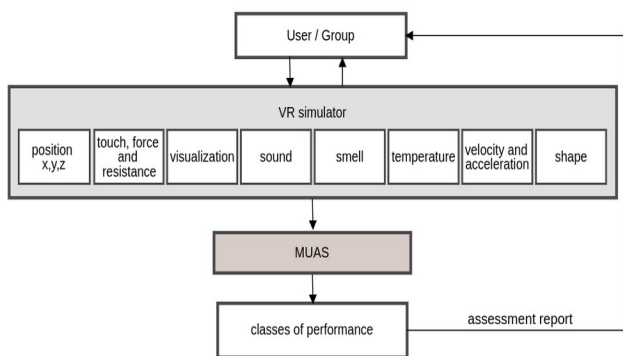 User / Group
VR simulator
position
x,y,z
touch, force
and
resistance
visualization
sound
smell
temperature
velocity and
acceleration
shape
MUAS
classes of performance
assessment report